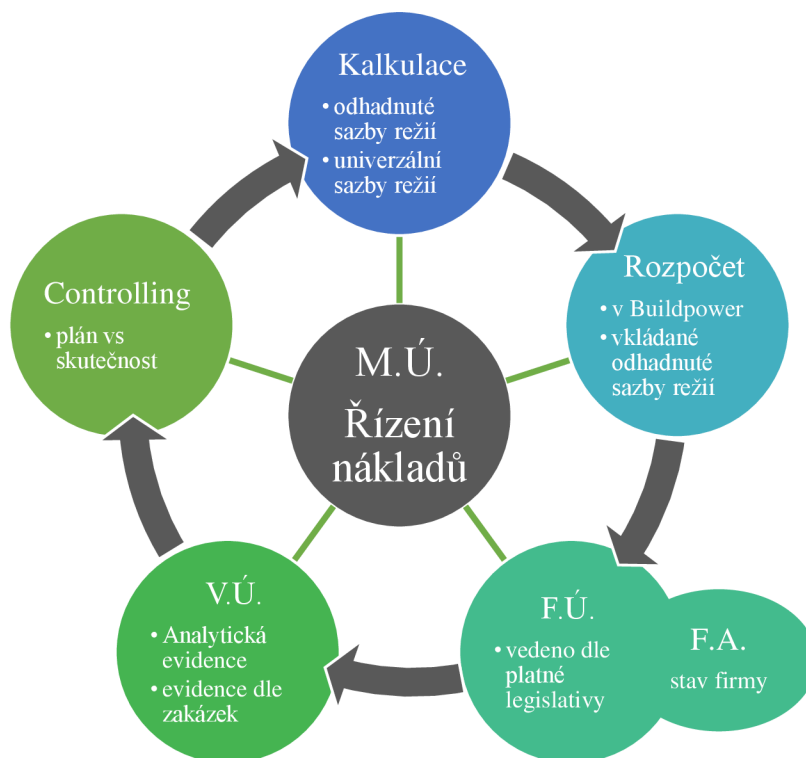 Kalkulace
• odhadnuté
sazby režií
• univerzální
sazby režií
Rozpočet
• v Buildpower
• vkládané
odhadnuté
sazby režií
Controlling
• plán vs
skutečnost
M.Ú.
Řízení
nákladů
V.Ú.
• Analytická
evidence
• evidence dle
zakázek
F.Ú.
• vedeno dle
platné
legislativy
F.A.
stav firmy